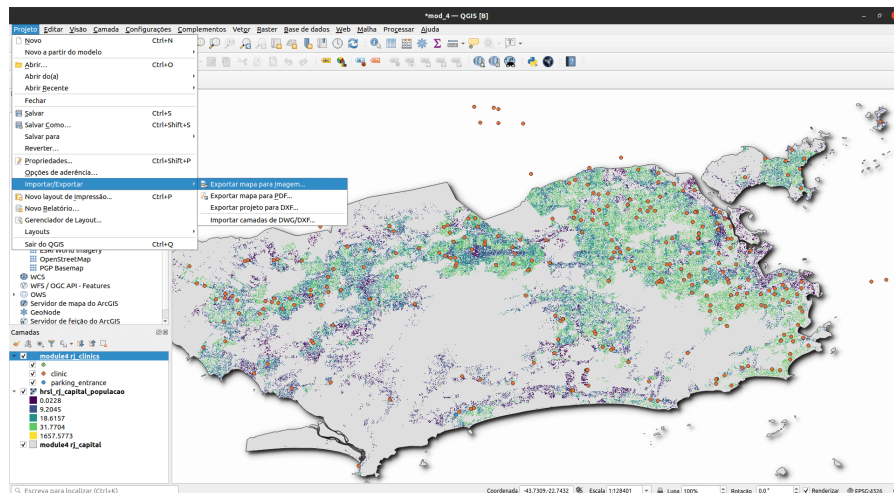 *mod_4 — QGIS [B]
Projeto Editar Visão Camada Configurações Complementos Vetor Raster Base de dados Web Malha Processar Ajuda
Novo Ctrl+N
Novo a partir do modelo
Abrir... Ctrl+O
Abrir do(a)
Abrir Recente
Fechar
Salvar Ctrl+S
Salvar Como... Ctrl+Shift+S
Salvar para
Reverter...
Propriedades... Ctrl+Shift+P
Opções de aderência...
Importar/Exportar
Exportar mapa para Imagem...
Novo layout de Impressão... Ctrl+P
Exportar mapa para PDF...
Novo Relatório...
Exportar projeto para DXF...
Gerenciador de Layout...
Importar camadas de DWG/DXF...
Layouts
Sair do QGIS Ctrl+Q
ESRI World Imagery
OpenStreetMap
PGP Basemap
WCS
WFS / OGC API - Features
OWS
Servidor de mapa do ArcGIS
GeoNode
Servidor de feição do ArcGIS
Camadas
module4 rj_clinics
clinic
parking_entrance
hrsl_rj_capital_populacao
0.0228
9.2045
18.6157
31.7704
1657.5773
module4 rj_capital
Escreva para localizar (Ctrl+K)
Coordenada -43.7309,-22.7432 Escala 1:128401 Lupa 100% Rotação 0,0° Renderizar EPSG:4326